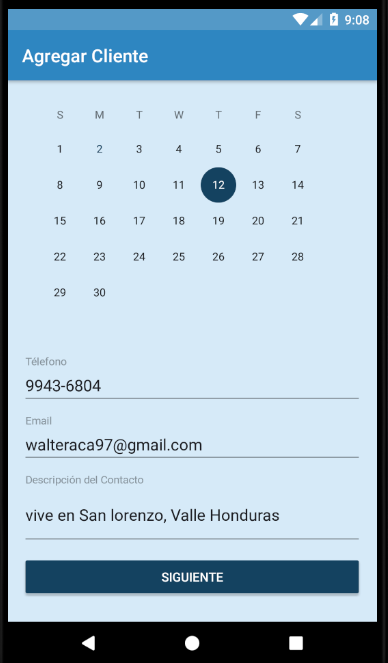 9:08
Agregar Cliente
S M T W T F S
1 2 3 4 5 6 7
8 9 10 11 12 13 14
15 16 17 18 19 20 21
22 23 24 25 26 27 28
29 30
Télefono
9943-6804
Email
walteraca97@gmail.com
Descripción del Contacto
vive en San lorenzo, Valle Honduras
SIGUIENTE